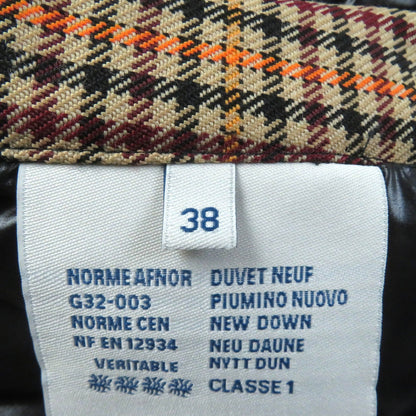 38
NORME AFNOR DUVET NEUF
G32-003 PIUMINO NUOVO
NORME CEN NEW DOWN
NF EN 12934 NEU DAUNE
VERITABLE NYTT DUN
CLASSE 1